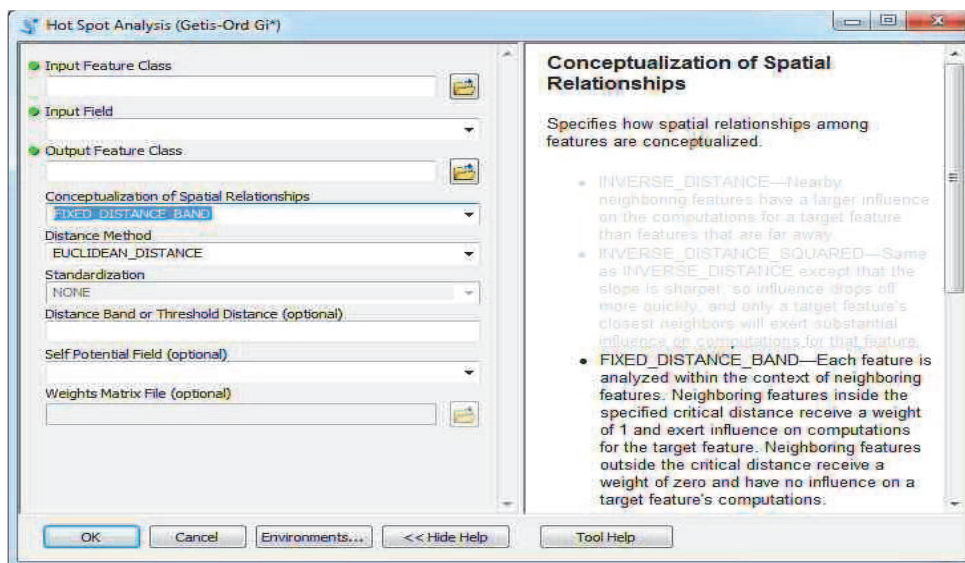 Hot Spot Analysis (Getis-Ord Gi*)
Input Feature Class
Input Field
Output Feature Class
Conceptualization of Spatial Relationships
FIXED_DISTANCE_BAND
Distance Method
EUCLIDEAN_DISTANCE
Standardization
NONE
Distance Band or Threshold Distance (optional)
Self Potential Field (optional)
Weights Matrix File (optional)
Conceptualization of Spatial
Relationships
Specifies how spatial relationships among
features are conceptualized.
• INVERSE_DISTANCE—Nearby
neighboring features have a larger influence
on the computations for a target feature
than features that are far away.
• INVERSE_DISTANCE_SQUARED—Same
as INVERSE_DISTANCE except that the
slope is sharper, so influence drops off
more quickly, and only a target feature's
closest neighbors will exert substantial
influence on computations for that feature.
• FIXED_DISTANCE_BAND—Each feature is
analyzed within the context of neighboring
features. Neighboring features inside the
specified critical distance receive a weight
of 1 and exert influence on computations
for the target feature. Neighboring features
outside the critical distance receive a
weight of zero and have no influence on a
target feature's computations.
OK
Cancel
Environments...
<< Hide Help
Tool Help